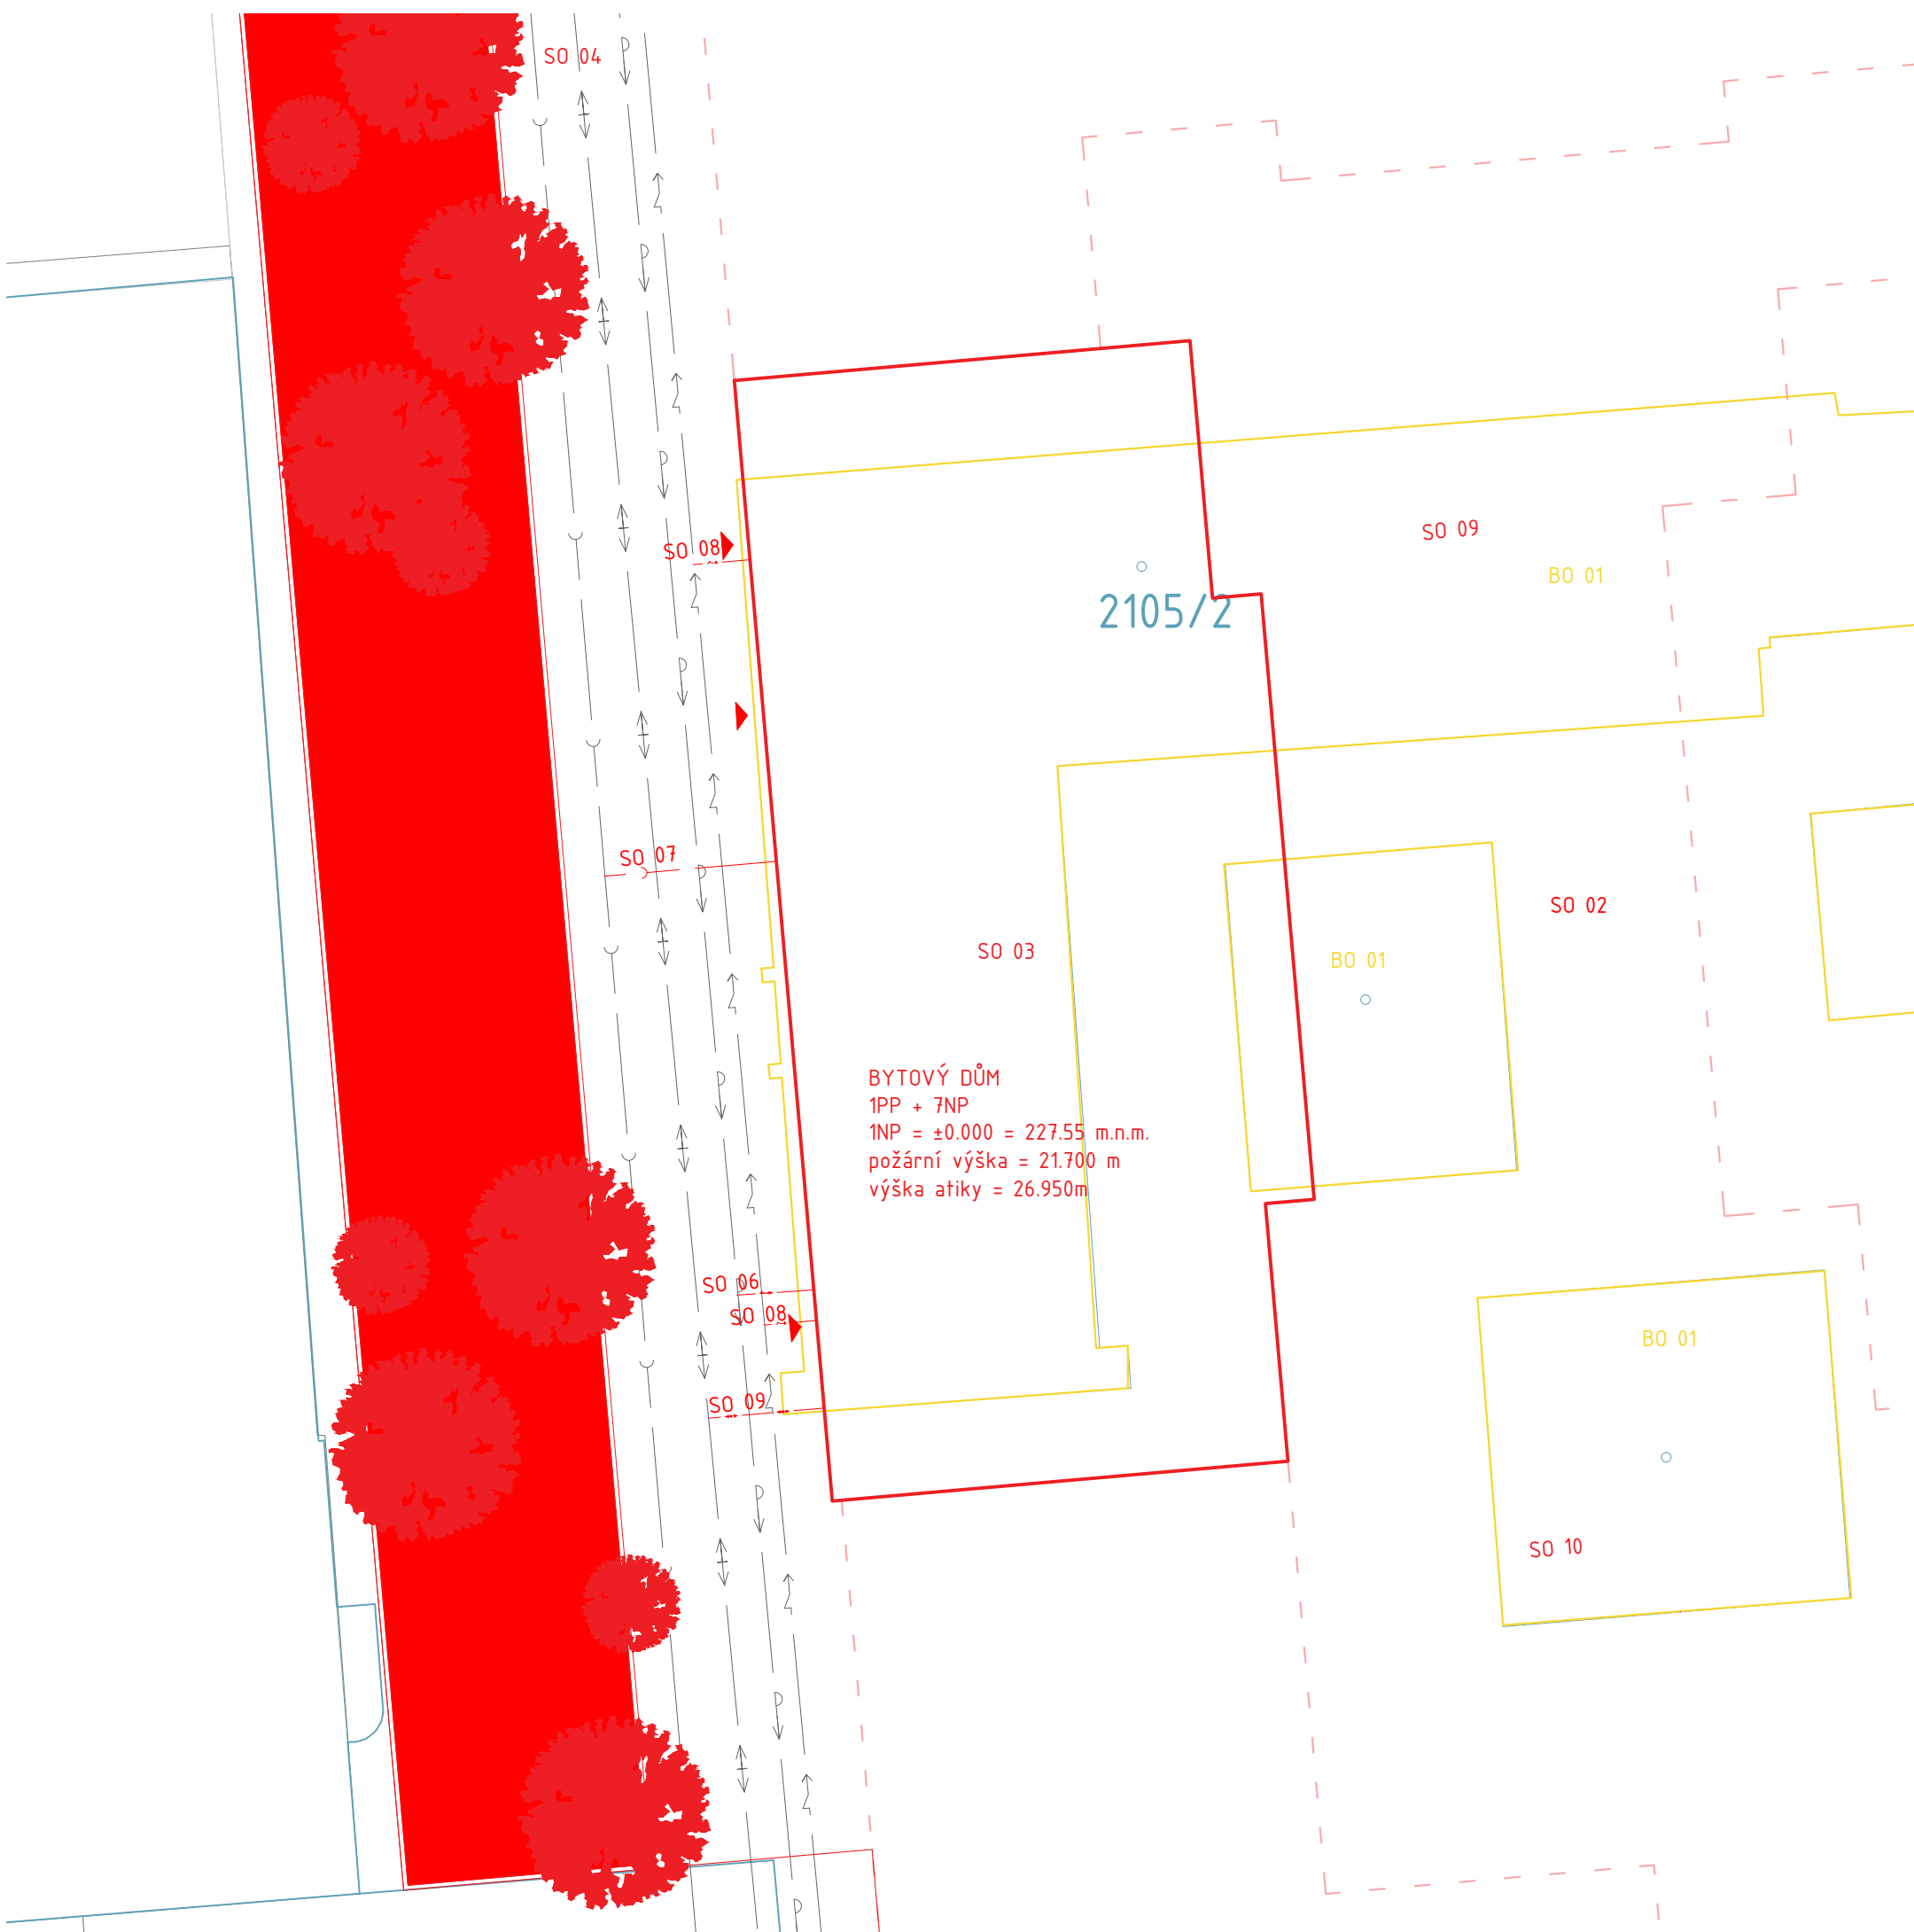 SO 04
SO 09
SO 08
BO 01
2105/2
SO 07
SO 02
SO 03
BO 01
BYTOVÝ DŮM
1PP + 7NP
1NP = ±0.000 = 227.55 m.n.m.
požární výška = 21.700 m
výška atiky = 26.950m
SO 06
SO 08
BO 01
SO 09
SO 10